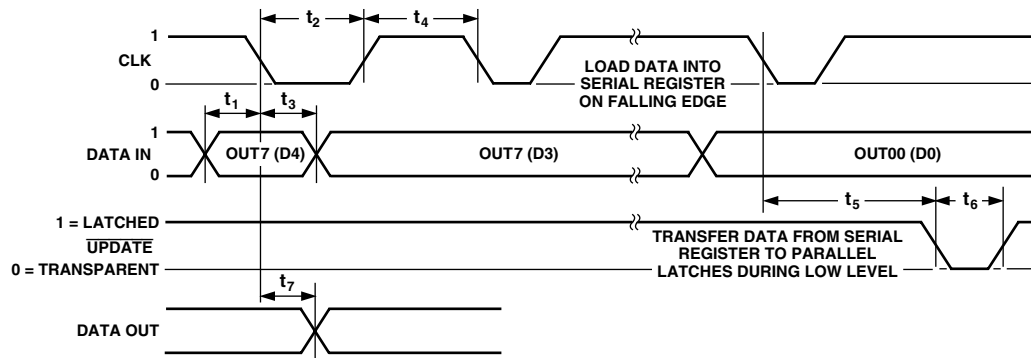 t2
t4
1
CLK
0
LOAD DATA INTO
SERIAL REGISTER
ON FALLING EDGE
t1
t3
1
DATA IN
0
OUT7 (D4)
OUT7 (D3)
OUT00 (D0)
t5
t6
1 = LATCHED
UPDATE
0 = TRANSPARENT
TRANSFER DATA FROM SERIAL
REGISTER TO PARALLEL
LATCHES DURING LOW LEVEL
t7
DATA OUT